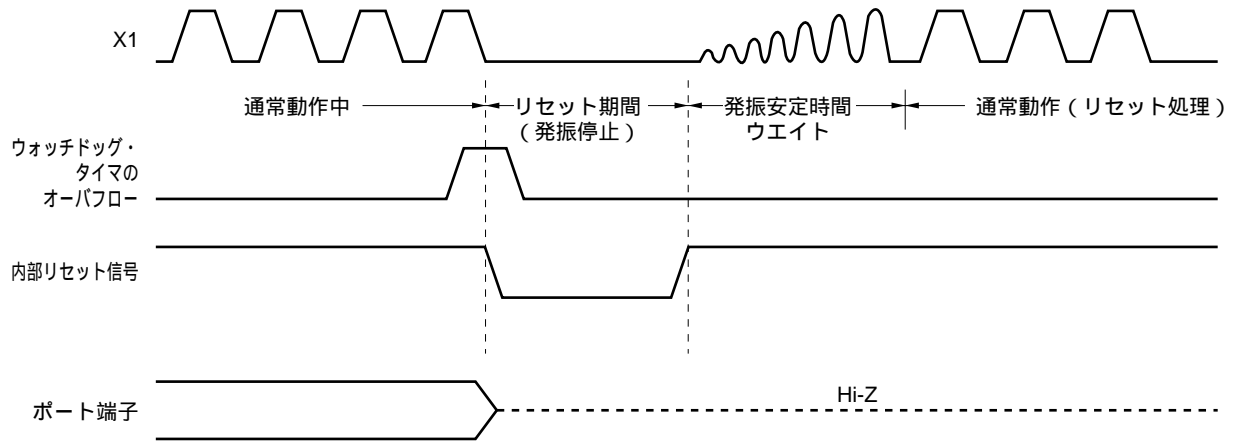 X1
通常動作中
リセット期間
（発振停止）
発振安定時間
ウエイト
通常動作（リセット処理）
ウォッチドッグ・
タイマの
オーバフロー
内部リセット信号
ポート端子
Hi-Z